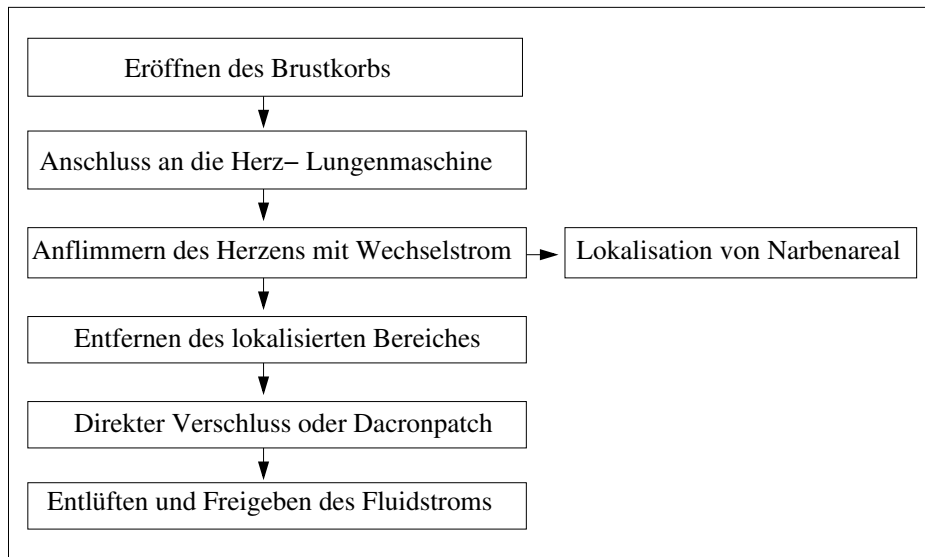 Eröffnen des Brustkorbs
Anschluss an die Herz– Lungenmaschine
Anflimmern des Herzens mit Wechselstrom
Lokalisation von Narbenareal
Entfernen des lokalisierten Bereiches
Direkter Verschluss oder Dacronpatch
Entlüften und Freigeben des Fluidstroms